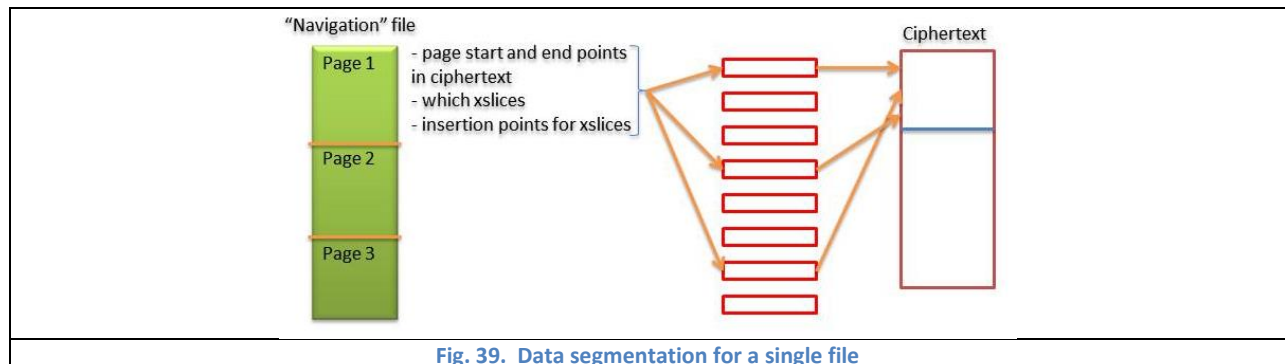 “Navigation” file
Page 1
Page 2
Page 3
- page start and end points
in ciphertext
- which xslices
- insertion points for xslices
Ciphertext
Fig. 39. Data segmentation for a single file